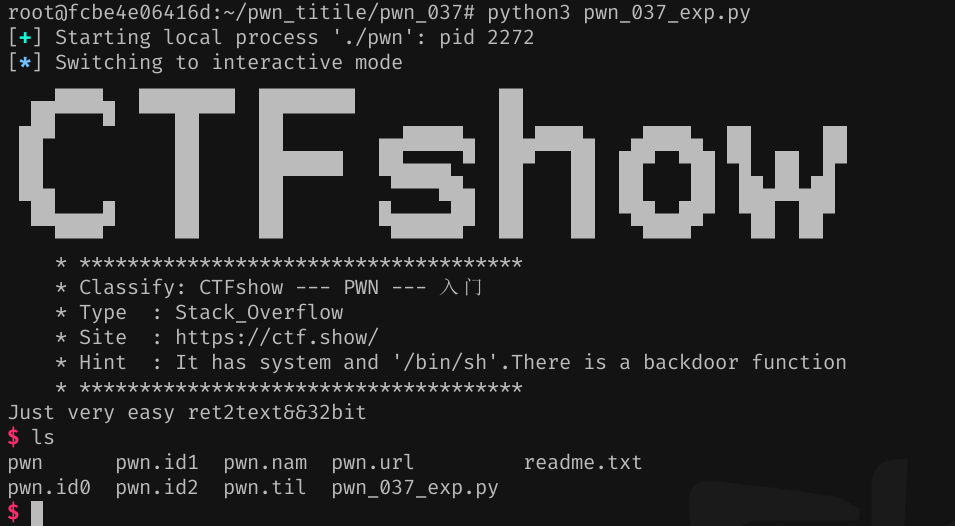 root@fcbe4e06416d:~/pwn_titile/pwn_037# python3 pwn_037_exp.py
[+] Starting local process './pwn': pid 2272
[*] Switching to interactive mode
CTFshow
* *************************************
* Classify: CTFshow --- PWN --- 入门
* Type  : Stack_Overflow
* Site  : https://ctf.show/
* Hint  : It has system and '/bin/sh'.There is a backdoor function
* *************************************
Just very easy ret2text&&32bit
$ ls
pwn      pwn.id1  pwn.nam  pwn.url         readme.txt
pwn.id0  pwn.id2  pwn.til  pwn_037_exp.py
$